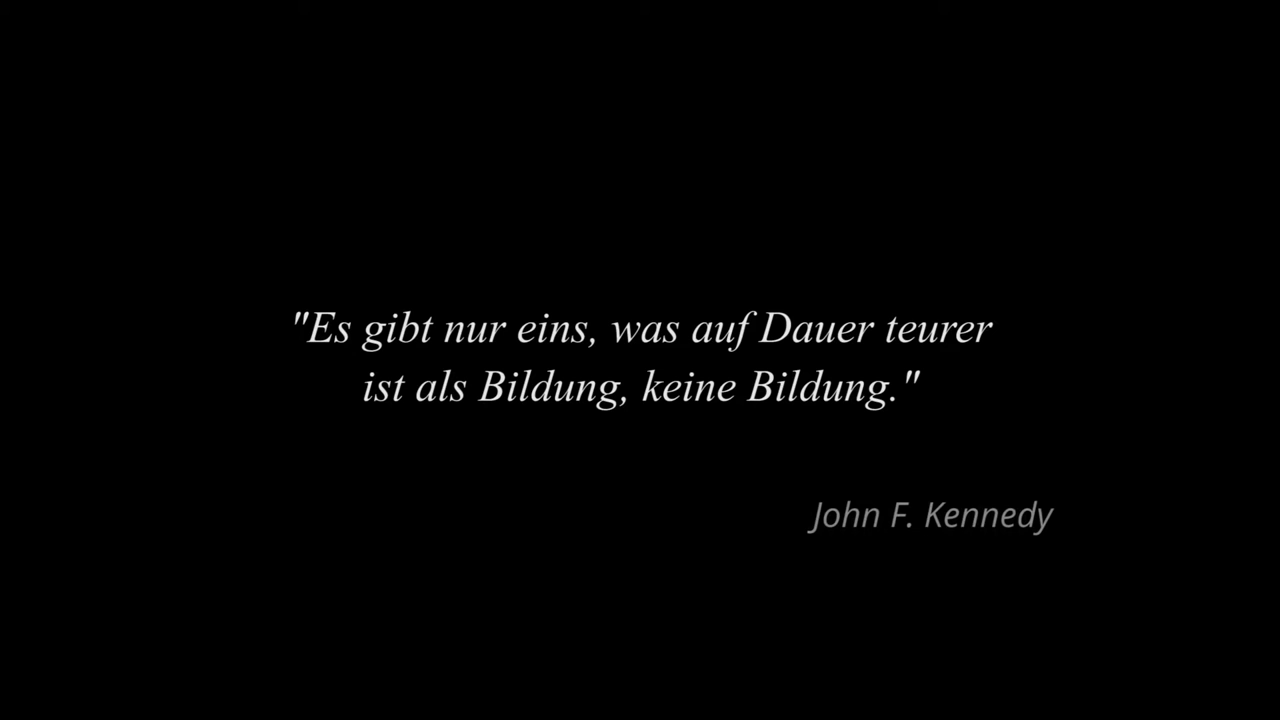 "Es gibt nur eins, was auf Dauer teurer
ist als Bildung, keine Bildung."
John F. Kennedy